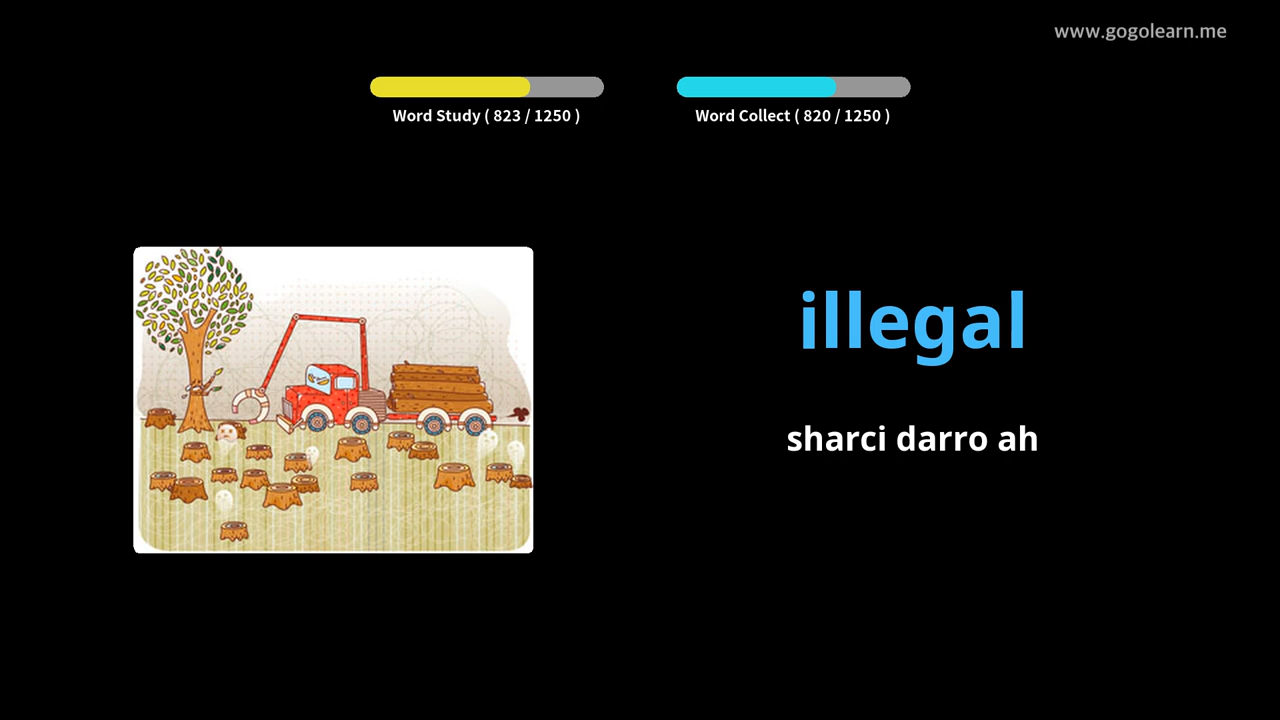 www.gogolearn.me
Word Study ( 823 / 1250 )
Word Collect ( 820 / 1250 )
illegal
sharci darro ah